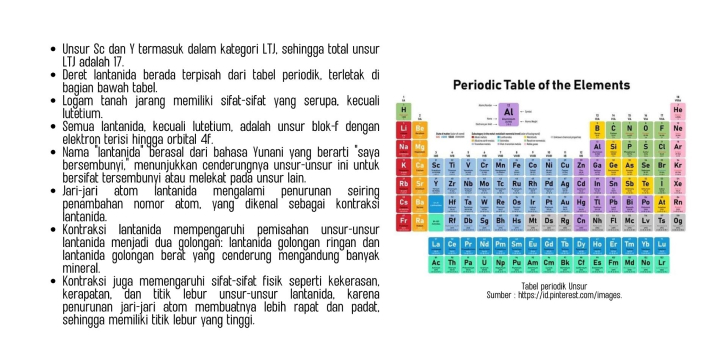 Unsur Sc dan Y termasuk dalam kategori LTJ, sehingga total unsur
LTJ adalah 17.
Deret lantanida berada terpisah dari tabel periodik, terletak di
bagian bawah tabel.
Logam tanah jarang memiliki sifat-sifat yang serupa, kecuali
lutetium.
Semua lantanida, kecuali lutetium, adalah unsur blok-f dengan
elektron terisi hingga orbital 4f.
Nama "lantanida" berasal dari bahasa Yunani yang berarti "saya
bersembunyi," menunjukkan cenderungnya unsur-unsur ini untuk
bersifat tersembunyi atau melekat pada unsur lain.
Jari-jari atom lantanida mengalami penurunan seiring
penambahan nomor atom, yang dikenal sebagai kontraksi
lantanida.
Kontraksi lantanida mempengaruhi pemisahan unsur-unsur
lantanida menjadi dua golongan: lantanida golongan ringan dan
lantanida golongan berat yang cenderung mengandung banyak
mineral.
Kontraksi juga memengaruhi sifat-sifat fisik seperti kekerasan,
kerapatan, dan titik lebur unsur-unsur lantanida, karena
penurunan jari-jari atom membuatnya lebih rapat dan padat,
sehingga memiliki titik lebur yang tinggi.
Periodic Table of the Elements
Al
H He
Li Be B C N O F Ne
Na Mg Al Si P S Cl Ar
K Ca Sc Ti V Cr Mn Fe Co Ni Cu Zn Ga Ge As Se Br Kr
Rb Sr Y Zr Nb Mo Tc Ru Rh Pd Ag Cd In Sn Sb Te I Xe
Cs Ba Hf Ta W Re Os Ir Pt Au Hg Tl Pb Bi Po At Rn
Fr Ra Rf Db Sg Bh Hs Mt Ds Rg Cn Nh Fl Mc Lv Ts Og
La Ce Pr Nd Pm Sm Eu Gd Tb Dy Ho Er Tm Yb Lu
Ac Th Pa U Np Pu Am Cm Bk Cf Es Fm Md No Lr
Tabel periodik Unsur
Sumber : https://id.pinterest.com/images.